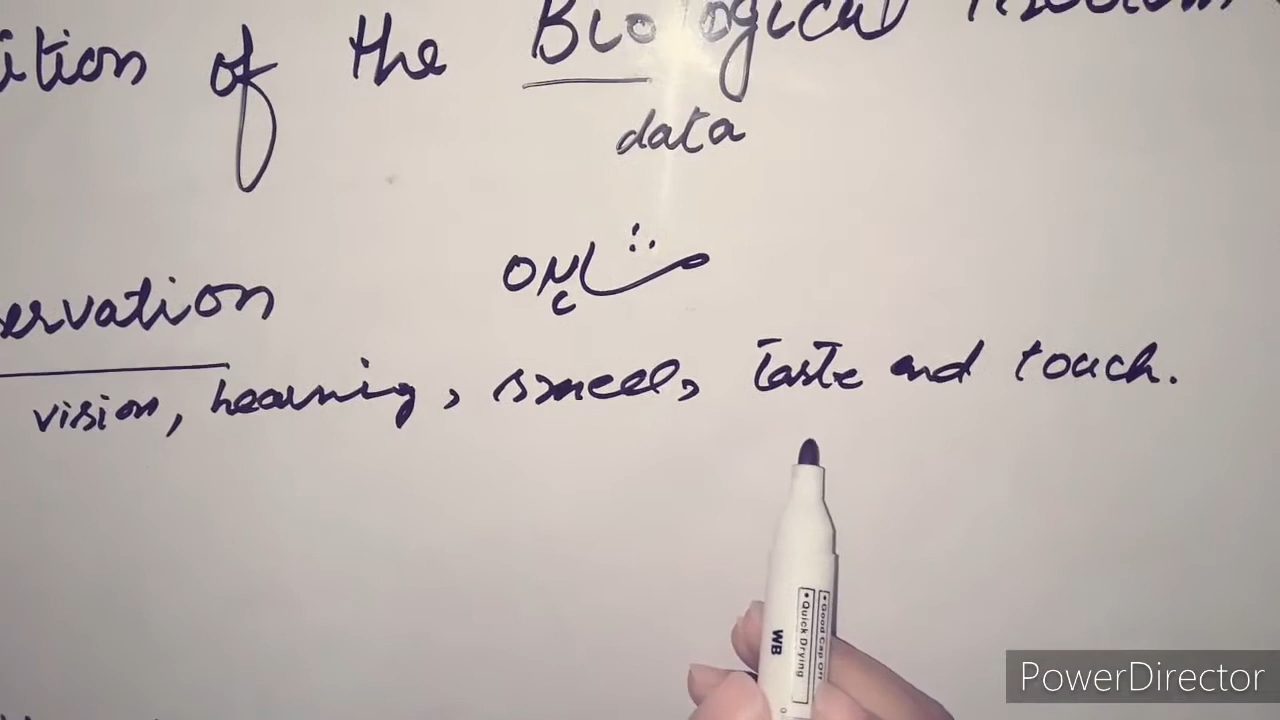 ition of the Biological
data
ervation مشاہدہ
vision, hearing, smell, taste and touch.
• Good Cap Off
• Quick Drying
WB
PowerDirector